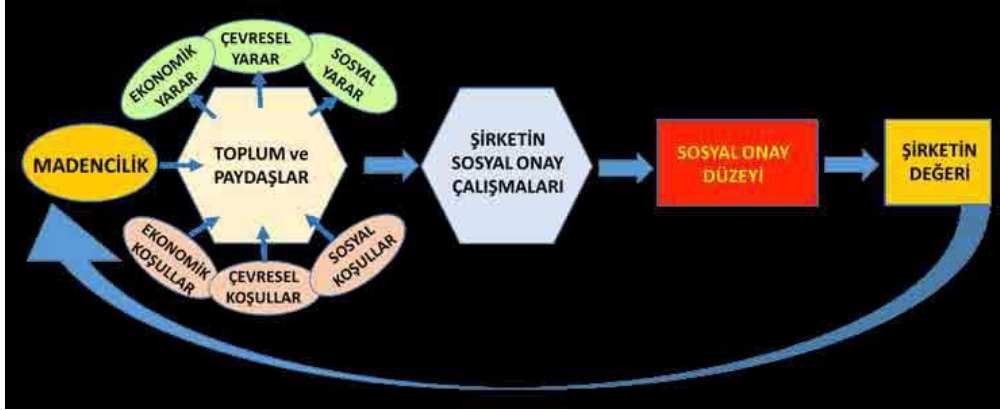 EKONOMİK
YARAR
ÇEVRESEL
YARAR
SOSYAL
YARAR
MADENCİLİK
TOPLUM ve
PAYDAŞLAR
EKONOMİK
KOŞULLAR
ÇEVRESEL
KOŞULLAR
SOSYAL
KOŞULLAR
ŞİRKETİN
SOSYAL ONAY
ÇALIŞMALARI
SOSYAL ONAY
DÜZEYİ
ŞİRKETİN
DEĞERİ